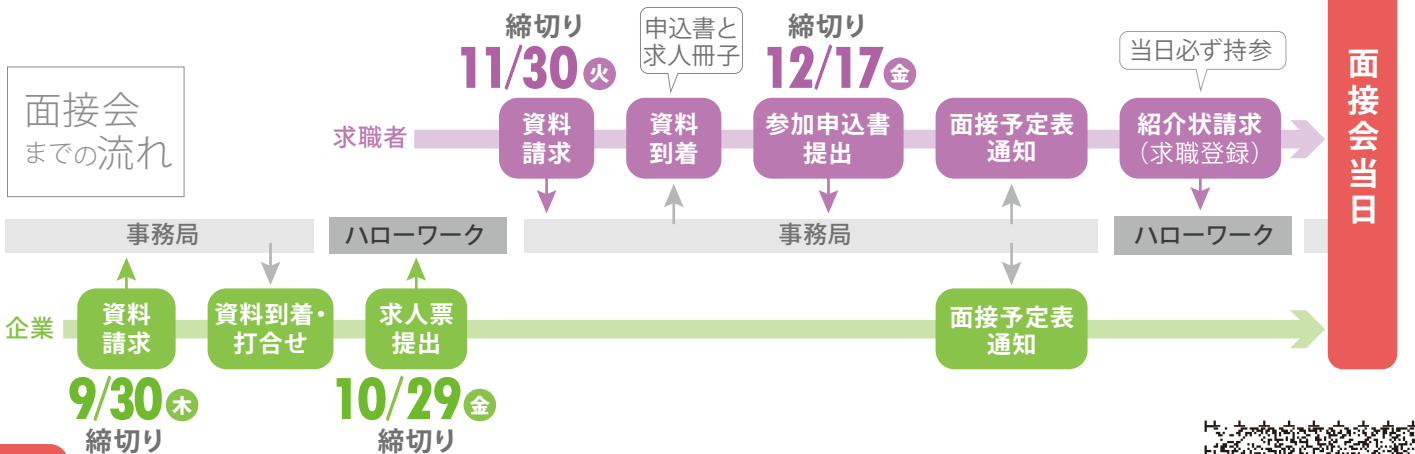 面接会
までの流れ
締切り
11/30火
申込書と
求人冊子
締切り
12/17金
当日必ず持参
求職者
資料
請求
資料
到着
参加申込書
提出
面接予定表
通知
紹介状請求
（求職登録）
面接会当日
事務局
ハローワーク
事務局
ハローワーク
企業
資料
請求
資料到着・
打合せ
求人票
提出
面接予定表
通知
9/30木
締切り
10/29金
締切り